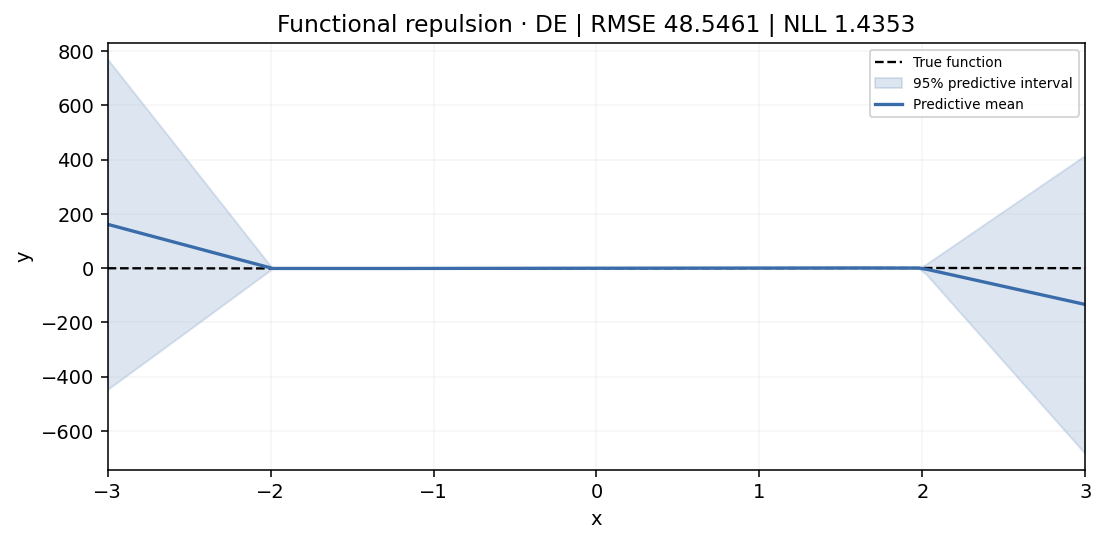 Functional repulsion · DE | RMSE 48.5461 | NLL 1.4353
True function
95% predictive interval
Predictive mean
800
600
400
200
0
−200
−400
−600
y
−3 −2 −1 0 1 2 3
x